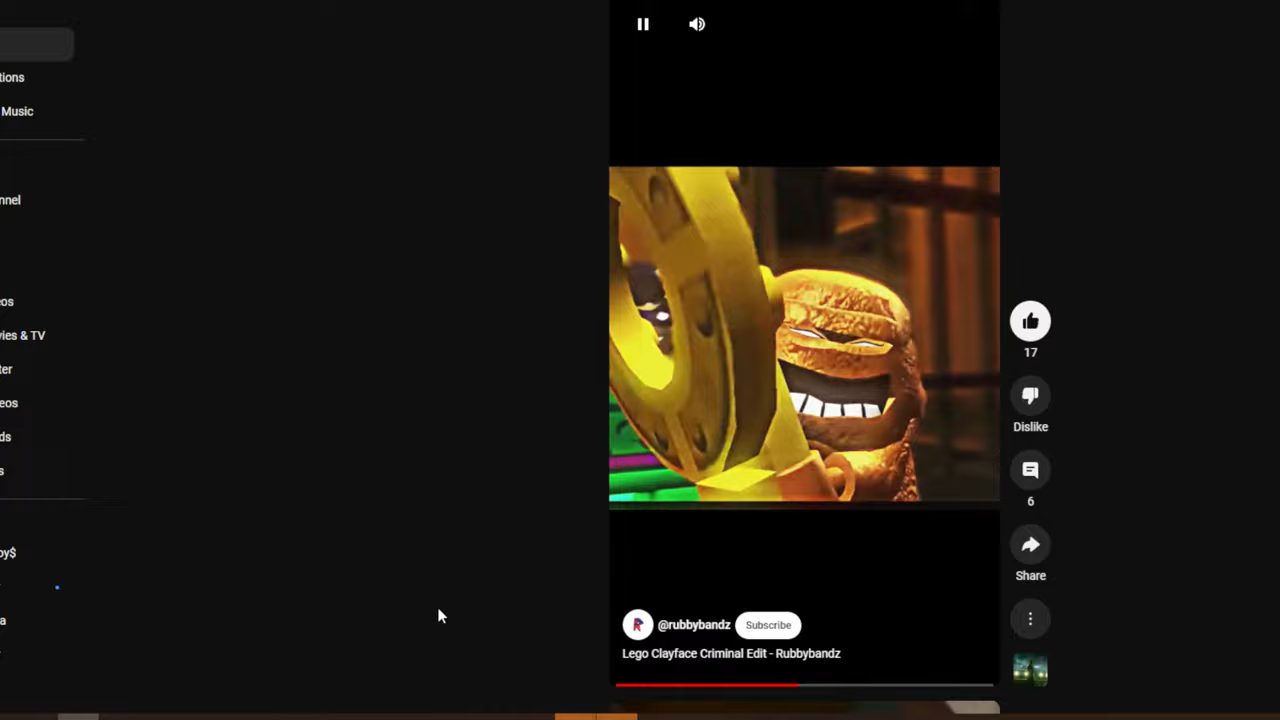 tions
Music
nnel
eos
vies & TV
ter
eos
ds
s
oy$
a
17
Dislike
6
Share
@rubbybandz Subscribe
Lego Clayface Criminal Edit - Rubbybandz